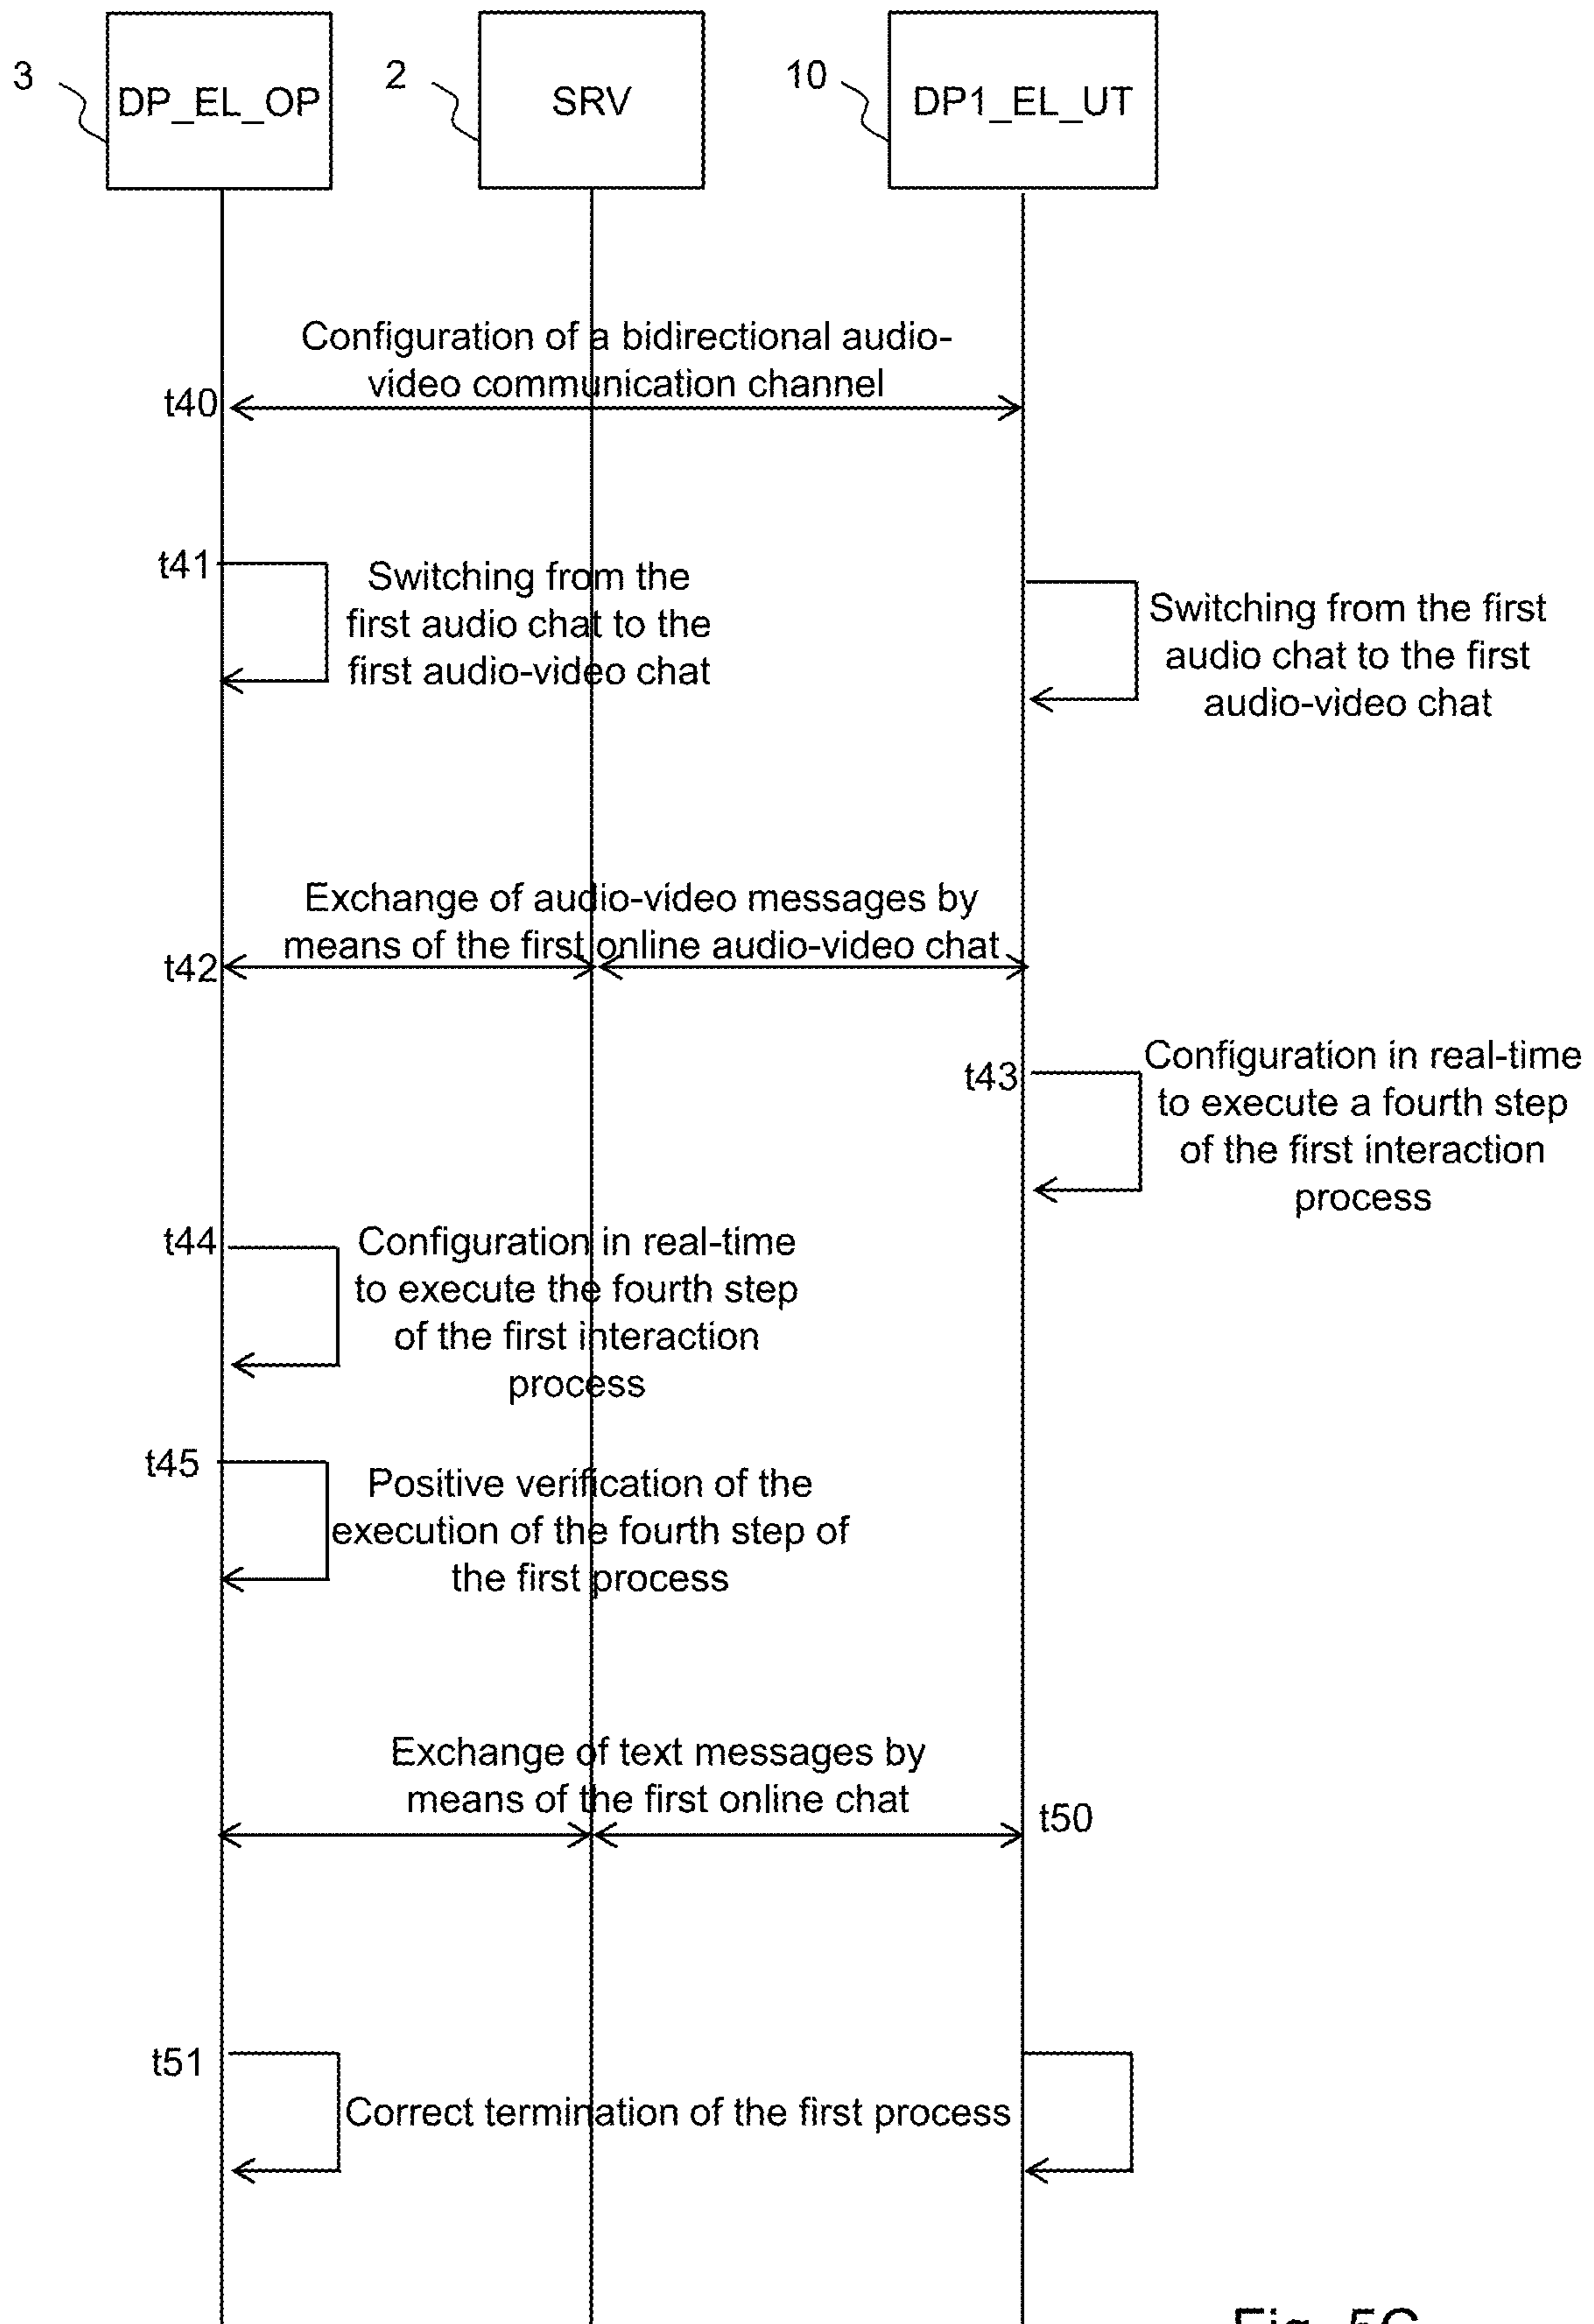 3
DP_EL_OP
2
SRV
10
DP1_EL_UT
Configuration of a bidirectional audio-
video communication channel
t40
t41
Switching from the
first audio chat to the
first audio-video chat
Switching from the first
audio chat to the first
audio-video chat
Exchange of audio-video messages by
means of the first online audio-video chat
t42
t43
Configuration in real-time
to execute a fourth step
of the first interaction
process
t44
Configuration in real-time
to execute the fourth step
of the first interaction
process
t45
Positive verification of the
execution of the fourth step of
the first process
Exchange of text messages by
means of the first online chat
t50
t51
Correct termination of the first process